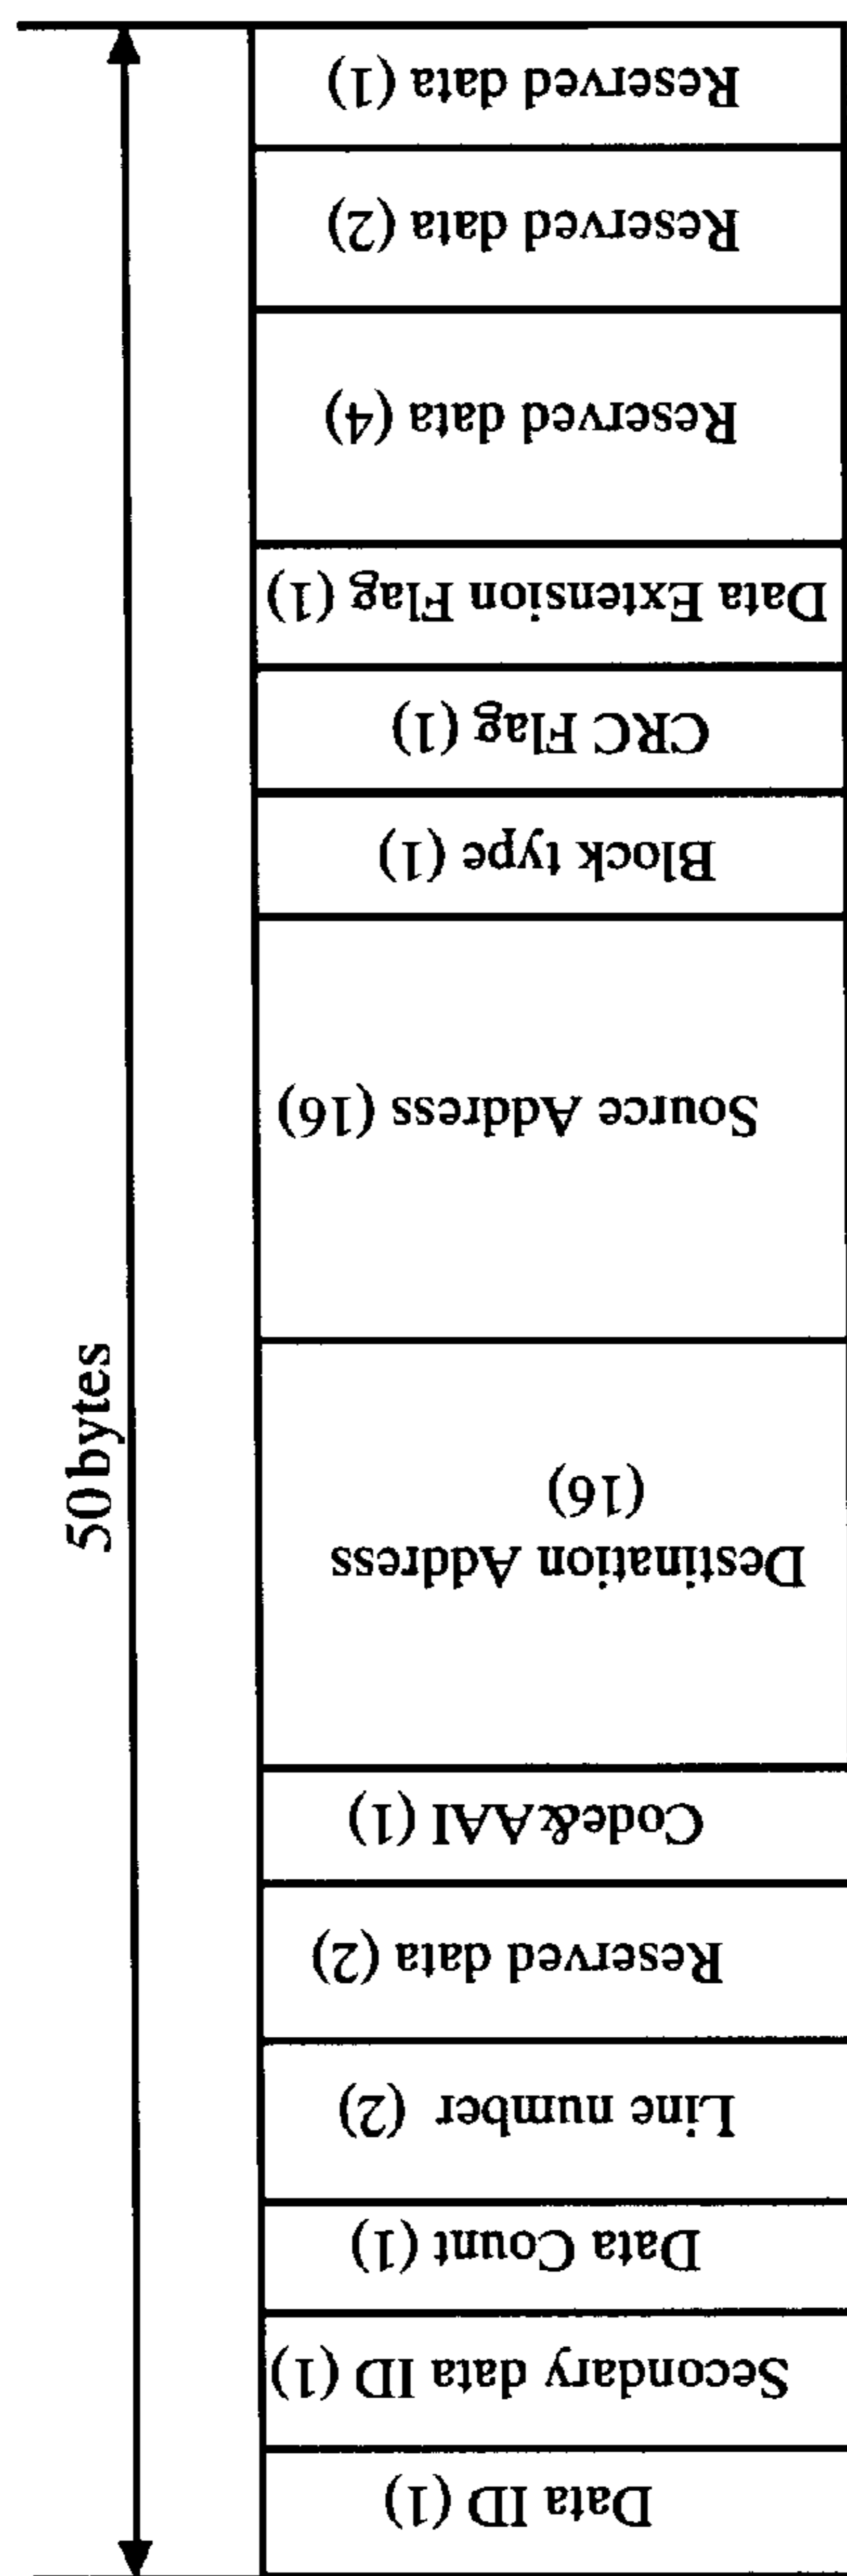 Data ID (1)
Secondary data ID (1)
Data Count (1)
Line number (2)
Reserved data (2)
Code&AAI (1)
Destination Address
(16)
Source Address (16)
Block type (1)
CRC Flag (1)
Data Extension Flag (1)
Reserved data (4)
Reserved data (2)
Reserved data (1)
50 bytes